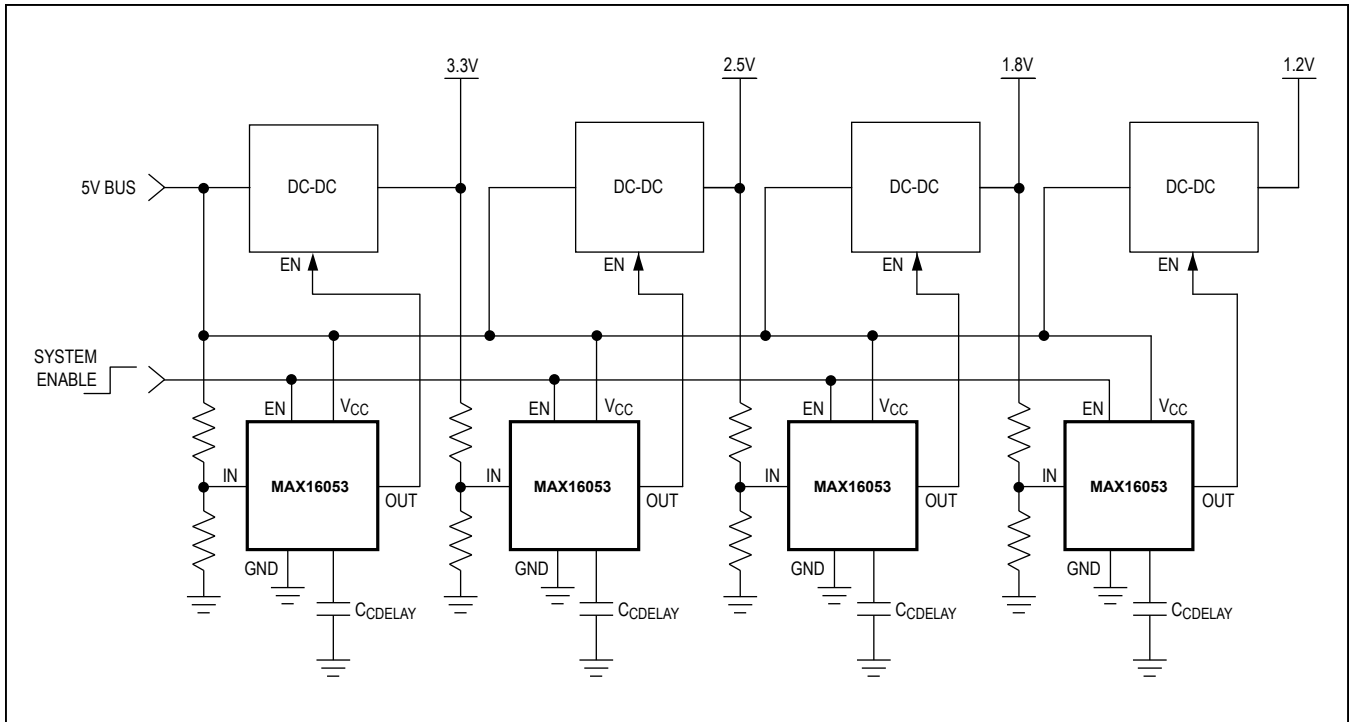 3.3V
2.5V
1.8V
1.2V
5V BUS
DC-DC
DC-DC
DC-DC
DC-DC
EN
EN
EN
EN
SYSTEM
ENABLE
EN
VCC
EN
VCC
EN
VCC
EN
VCC
IN
MAX16053
OUT
IN
MAX16053
OUT
IN
MAX16053
OUT
IN
MAX16053
OUT
GND
GND
GND
GND
CCDELAY
CCDELAY
CCDELAY
CCDELAY